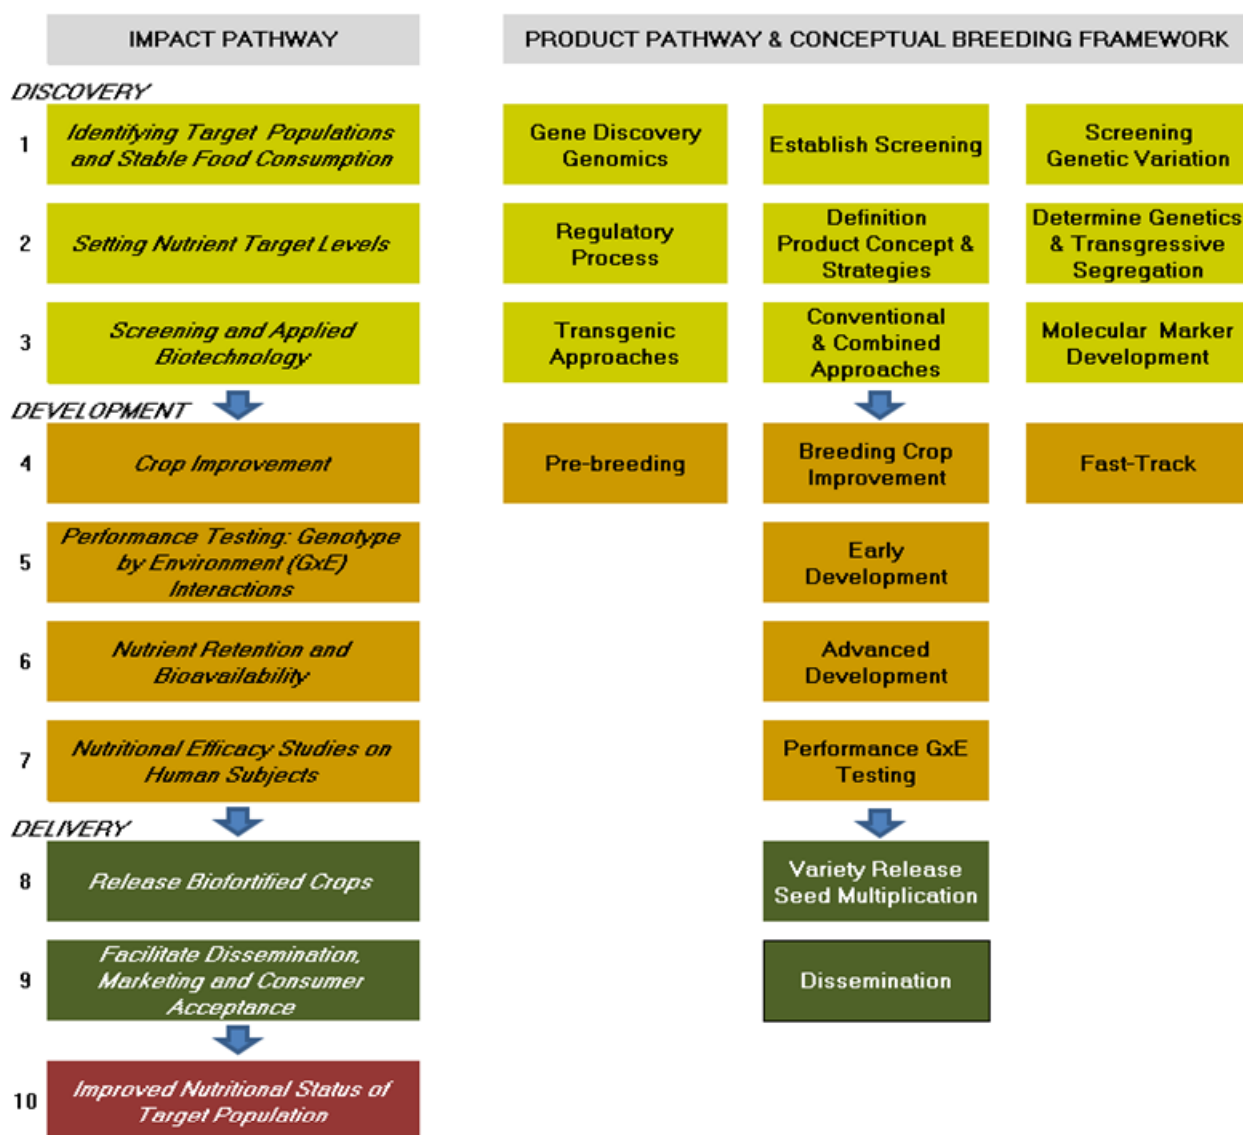 IMPACT PATHWAY
PRODUCT PATHWAY & CONCEPTUAL BREEDING FRAMEWORK
DISCOVERY
1
Identifying Target Populations
and Stable Food Consumption
Gene Discovery
Genomics
Establish Screening
Screening
Genetic Variation
2
Setting Nutrient Target Levels
Regulatory
Process
Definition
Product Concept &
Strategies
Determine Genetics
& Transgressive
Segregation
3
Screening and Applied
Biotechnology
Transgenic
Approaches
Conventional
& Combined
Approaches
Molecular Marker
Development
DEVELOPMENT
4
Crop Improvement
Pre-breeding
Breeding Crop
Improvement
Fast-Track
5
Performance Testing: Genotype
by Environment (GxE)
Interactions
Early
Development
6
Nutrient Retention and
Bioavailability
Advanced
Development
7
Nutritional Efficacy Studies on
Human Subjects
Performance GxE
Testing
DELIVERY
8
Release Biofortified Crops
Variety Release
Seed Multiplication
9
Facilitate Dissemination,
Marketing and Consumer
Acceptance
Dissemination
10
Improved Nutritional Status of
Target Population